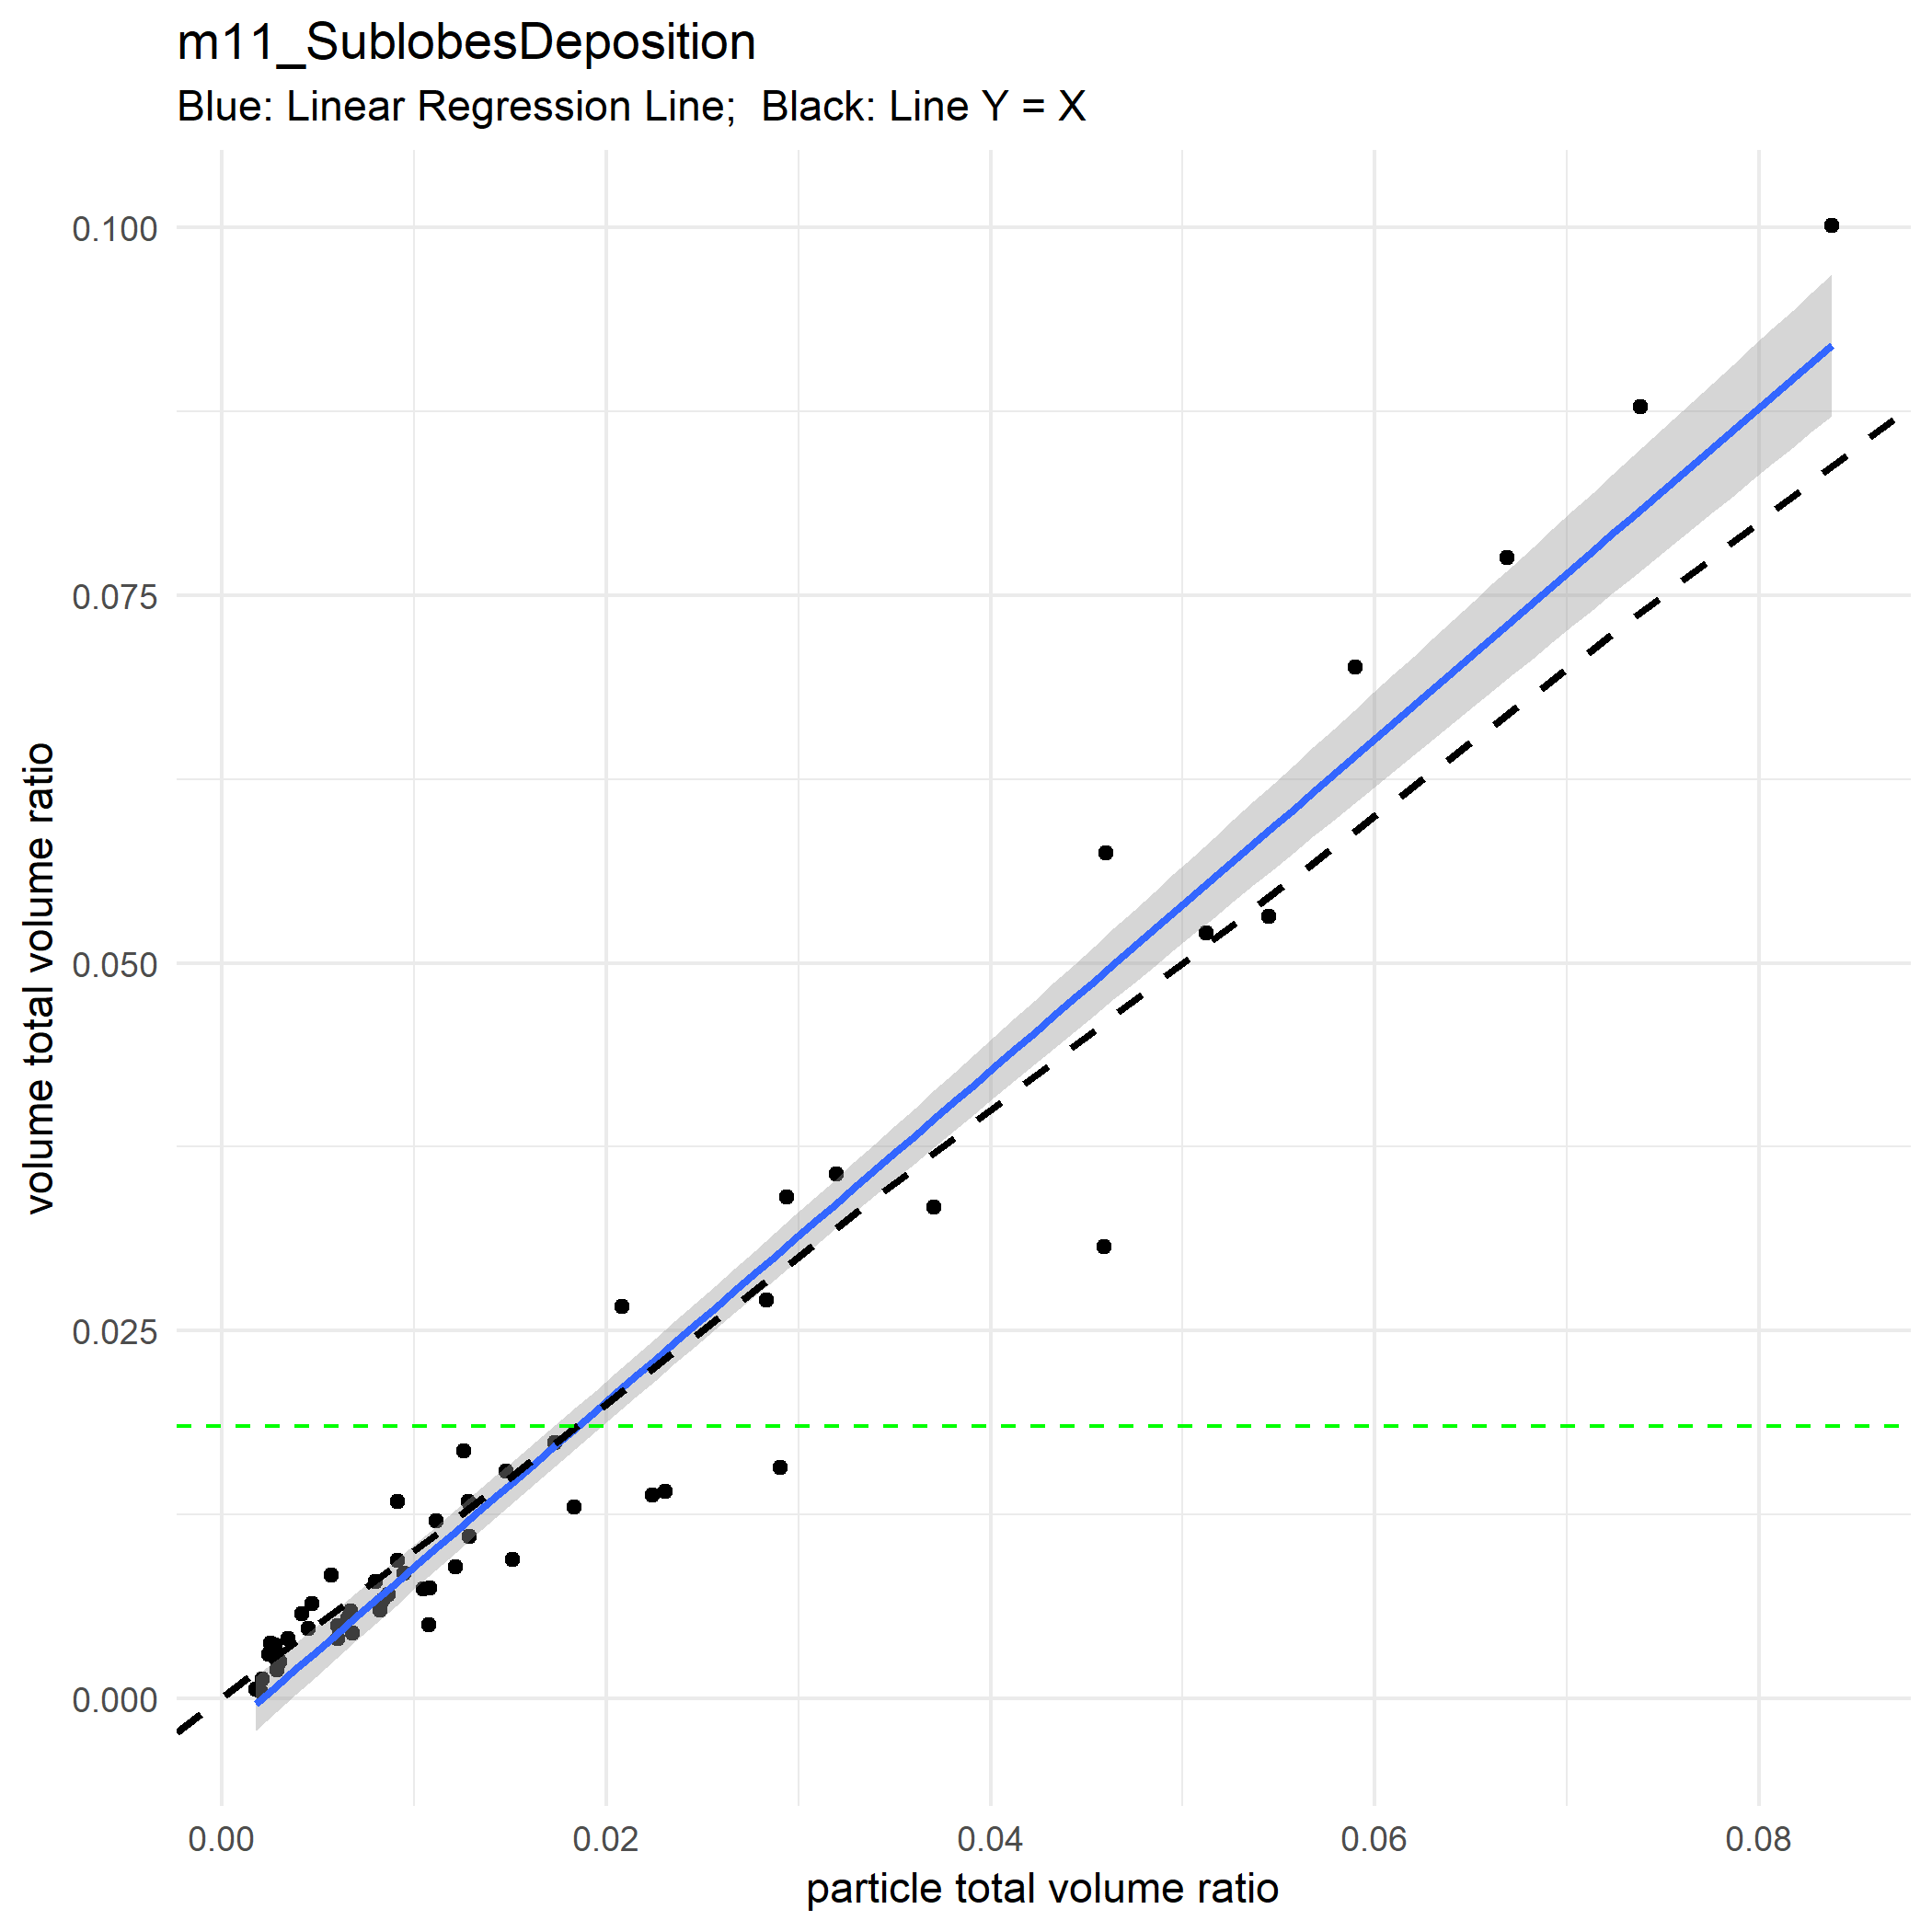 m11_SublobesDeposition
Blue: Linear Regression Line;  Black: Line Y = X
volume total volume ratio
0.100
0.075
0.050
0.025
0.000
0.00
0.02
0.04
0.06
0.08
particle total volume ratio